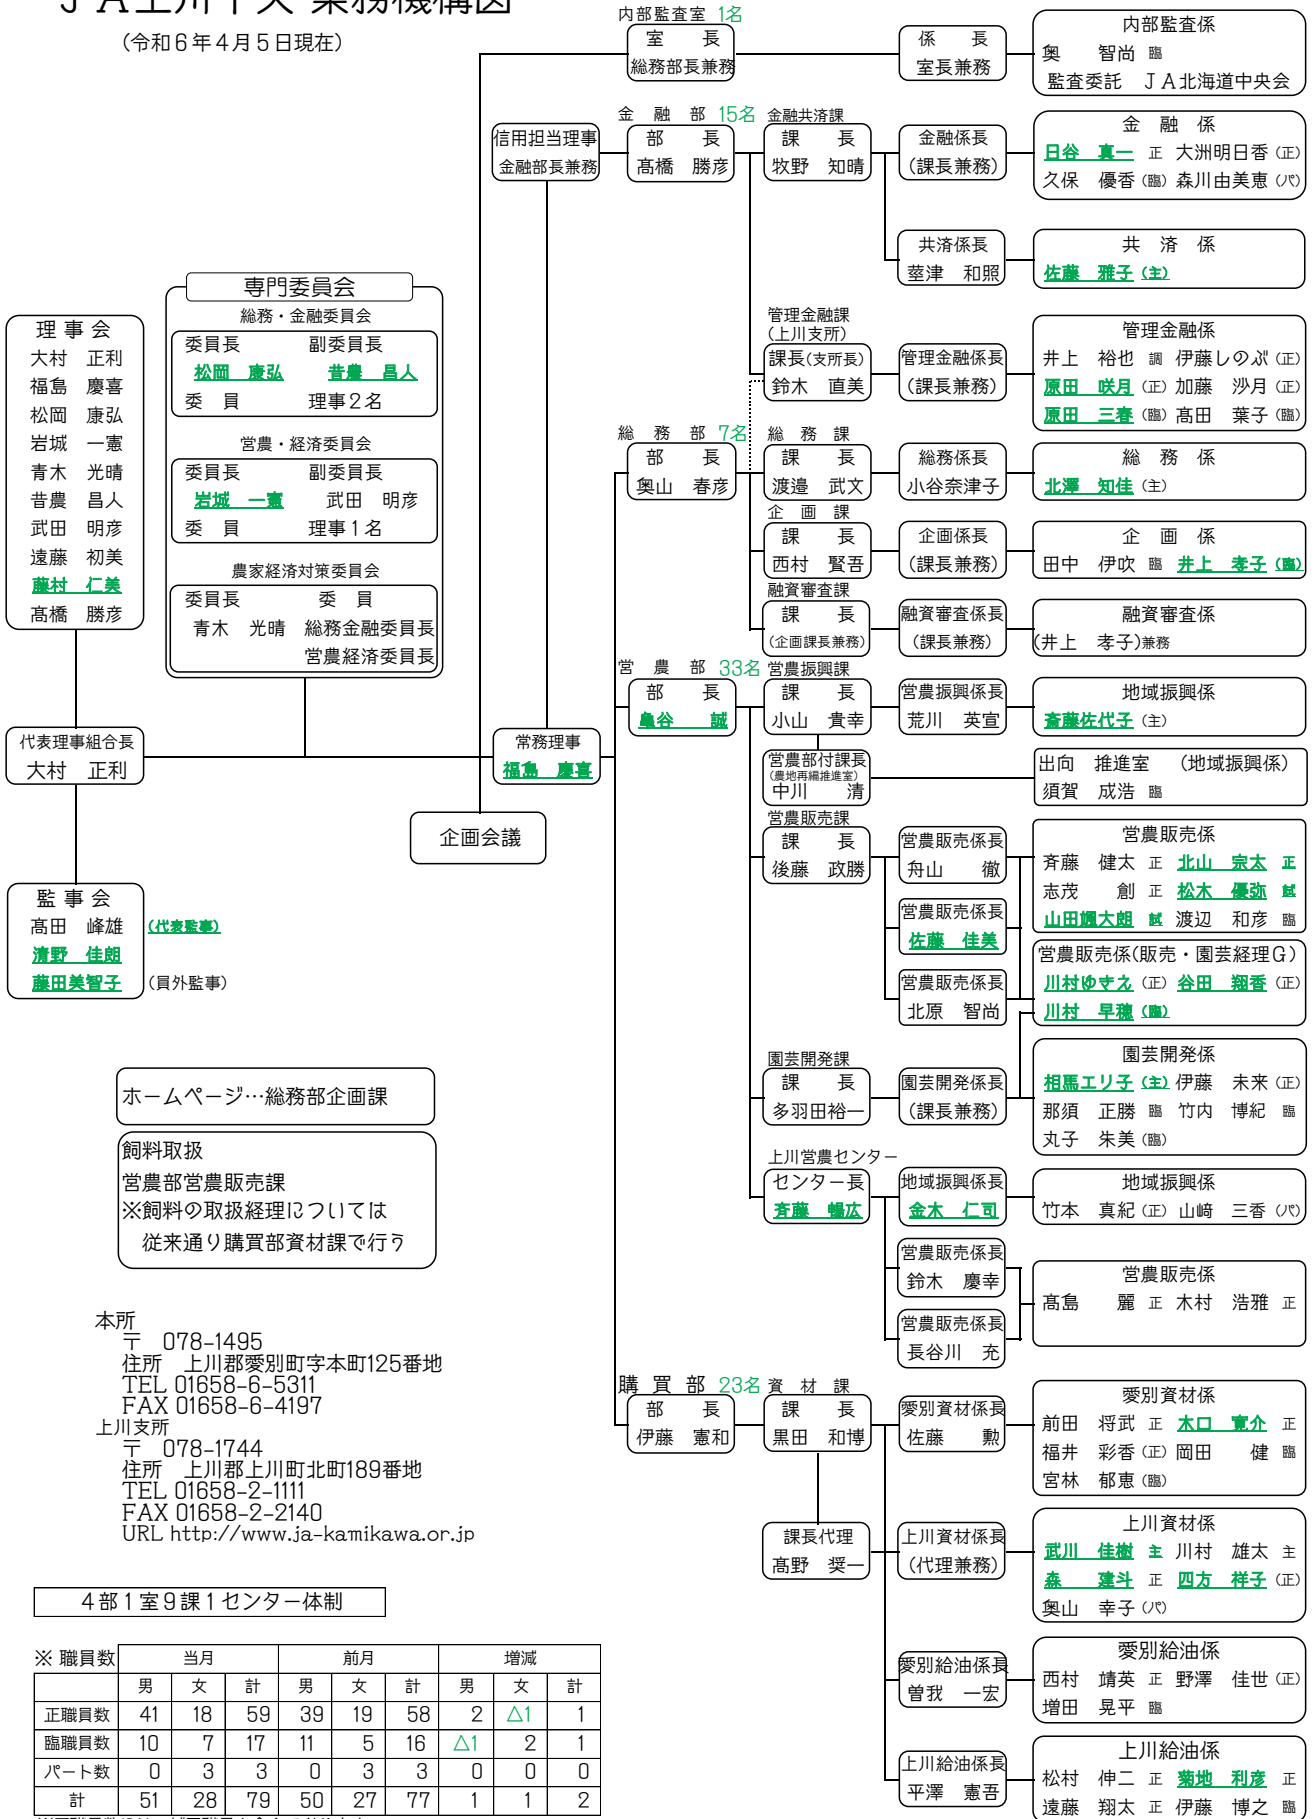 ＪＡ上川中央 業務機構図
（令和６年４月５日現在）
内部監査室 1名
室　長
総務部長兼務
係　長
室長兼務
内部監査係
奥　智尚 臨
監査委託　ＪＡ北海道中央会
信用担当理事
金融部長兼務
金　融　部 15名
部　長
髙橋　勝彦
金融共済課
課　長
牧野　知晴
金融係長
(課長兼務)
金　融　係
日谷　真一 正 大洲明日香 (正)
久保　優香 (臨) 森川由美恵 (パ)
共済係長
莖津　和照
共　済　係
佐藤　雅子 (主)
管理金融課
(上川支所)
課長(支所長)
鈴木　直美
管理金融係長
(課長兼務)
管理金融係
井上　裕也 調 伊藤しのぶ (正)
原田　咲月 (正) 加藤　沙月 (正)
原田　三春 (臨) 髙田　葉子 (臨)
専門委員会
総務・金融委員会
委員長　副委員長
松岡　康弘　昔農　昌人
委　員　理事２名
営農・経済委員会
委員長　副委員長
岩城　一憲　武田　明彦
委　員　理事１名
農家経済対策委員会
委員長　委　員
青木　光晴　総務金融委員長
営農経済委員長
理 事 会
大村　正利
福島　慶喜
松岡　康弘
岩城　一憲
青木　光晴
昔農　昌人
武田　明彦
遠藤　初美
藤村　仁美
髙橋　勝彦
総　務　部 7名
部　長
奥山　春彦
総　務　課
課　長
渡邉　武文
総務係長
小谷奈津子
総　務　係
北澤　知佳 (主)
企　画　課
課　長
西村　賢吾
企画係長
(課長兼務)
企　画　係
田中　伊吹 臨 井上　孝子 (臨)
融資審査課
課　長
(企画課長兼務)
融資審査係長
(課長兼務)
融資審査係
(井上　孝子)兼務
代表理事組合長
大村　正利
常務理事
福島　慶喜
企画会議
監 事 会
髙田　峰雄 (代表監事)
清野　佳朗
藤田美智子 (員外監事)
営　農　部 33名
部　長
亀谷　誠
営農振興課
課　長
小山　貴幸
営農振興係長
荒川　英宣
地域振興係
斎藤佐代子 (主)
営農部付課長
(農地再編推進室)
中川　清
出向　推進室　(地域振興係)
須賀　成浩 臨
営農販売課
課　長
後藤　政勝
営農販売係長
舟山　徹
営農販売係長
佐藤　佳美
営農販売係長
北原　智尚
営農販売係
斉藤　健太 正 北山　宗太 正
志茂　創 正 松木　優弥 試
山田颯大朗 試 渡辺　和彦 臨
営農販売係(販売・園芸経理Ｇ)
川村ゆきえ (正) 谷田　翔香 (正)
川村　早穂 (臨)
園芸開発課
課　長
多羽田裕一
園芸開発係長
(課長兼務)
園芸開発係
相馬エリ子 (主) 伊藤　未来 (正)
那須　正勝 臨 竹内　博紀 臨
丸子　朱美 (臨)
上川営農センター
センター長
斉藤　暢広
地域振興係長
金木　仁司
地域振興係
竹本　真紀 (正) 山﨑　三香 (パ)
営農販売係長
鈴木　慶幸
営農販売係長
長谷川　充
営農販売係
髙島　麗 正 木村　浩雅 正
ホームページ…総務部企画課
飼料取扱
営農部営農販売課
※飼料の取扱経理については
従来通り購買部資材課で行う
本所
〒　078-1495
住所　上川郡愛別町字本町125番地
TEL 01658-6-5311
FAX 01658-6-4197
上川支所
〒　078-1744
住所　上川郡上川町北町189番地
TEL 01658-2-1111
FAX 01658-2-2140
URL http://www.ja-kamikawa.or.jp
購　買　部 23名
部　長
伊藤　憲和
資　材　課
課　長
黒田　和博
愛別資材係長
佐藤　勲
愛別資材係
前田　将武 正 木口　寛介 正
福井　彩香 (正) 岡田　健 臨
宮林　郁恵 (臨)
課長代理
髙野　奨一
上川資材係長
(代理兼務)
上川資材係
武川　佳樹 主 川村　雄太 主
森　建斗 正 四方　祥子 (正)
奥山　幸子 (パ)
愛別給油係長
曽我　一宏
愛別給油係
西村　靖英 正 野澤　佳世 (正)
増田　晃平 臨
上川給油係長
平澤　憲吾
上川給油係
松村　伸二 正 菊地　利彦 正
遠藤　翔太 正 伊藤　博之 臨
４部１室９課１センター体制
※ 職員数　当月　前月　増減
男　女　計　男　女　計　男　女　計
正職員数　41　18　59　39　19　58　2　△1　1
臨職員数　10　7　17　11　5　16　△1　2　1
パート数　0　3　3　0　3　3　0　0　0
計　51　28　79　50　27　77　1　1　2